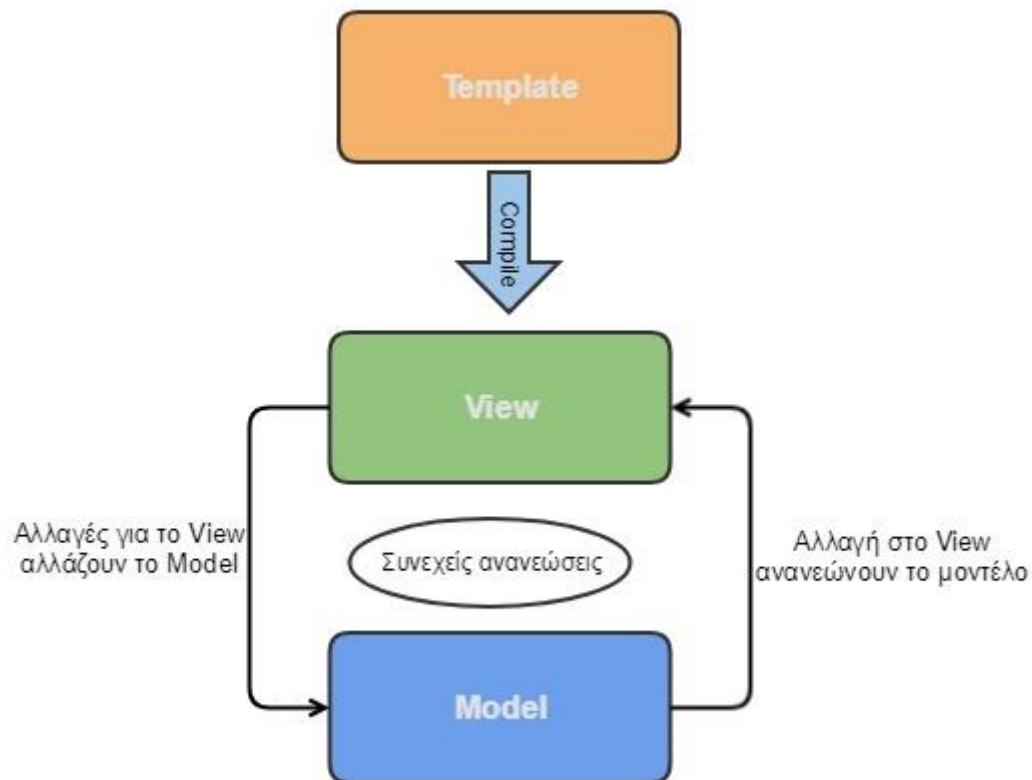 Template
Compile
View
Αλλαγές για το View
αλλάζουν το Model
Συνεχείς ανανεώσεις
Αλλαγή στο View
ανανεώνουν το μοντέλο
Model